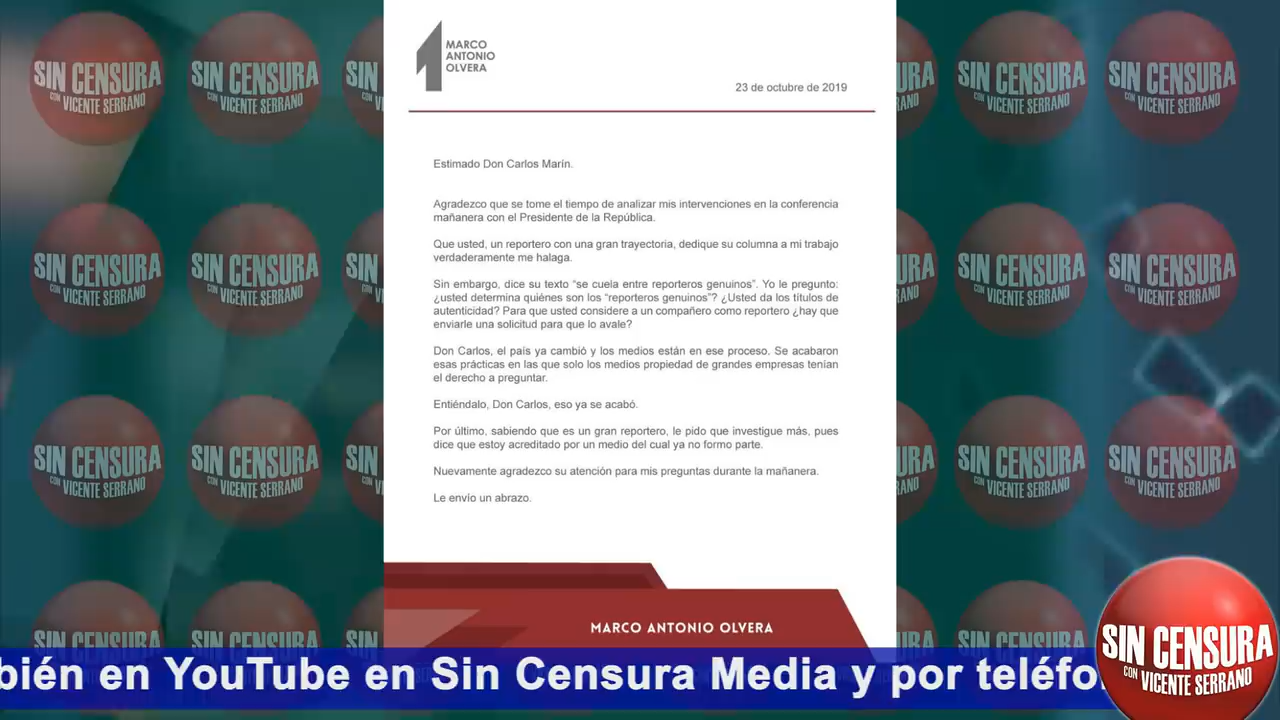 MARCO
ANTONIO
OLVERA
23 de octubre de 2019
Estimado Don Carlos Marín.
Agradezco que se tome el tiempo de analizar mis intervenciones en la conferencia
mañanera con el Presidente de la República.
Que usted, un reportero con una gran trayectoria, dedique su columna a mi trabajo
verdaderamente me halaga.
Sin embargo, dice su texto “se cuela entre reporteros genuinos”. Yo le pregunto:
¿usted determina quiénes son los “reporteros genuinos”? ¿Usted da los títulos de
autenticidad? Para que usted considere a un compañero como reportero ¿hay que
enviarle una solicitud para que lo avale?
Don Carlos, el país ya cambió y los medios están en ese proceso. Se acabaron
esas prácticas en las que solo los medios propiedad de grandes empresas tenían
el derecho a preguntar.
Entiéndalo, Don Carlos, eso ya se acabó.
Por último, sabiendo que es un gran reportero, le pido que investigue más, pues
dice que estoy acreditado por un medio del cual ya no formo parte.
Nuevamente agradezco su atención para mis preguntas durante la mañanera.
Le envío un abrazo.
MARCO ANTONIO OLVERA
bién en YouTube en Sin Censura Media y por teléfo
SIN CENSURA
CON VICENTE SERRANO